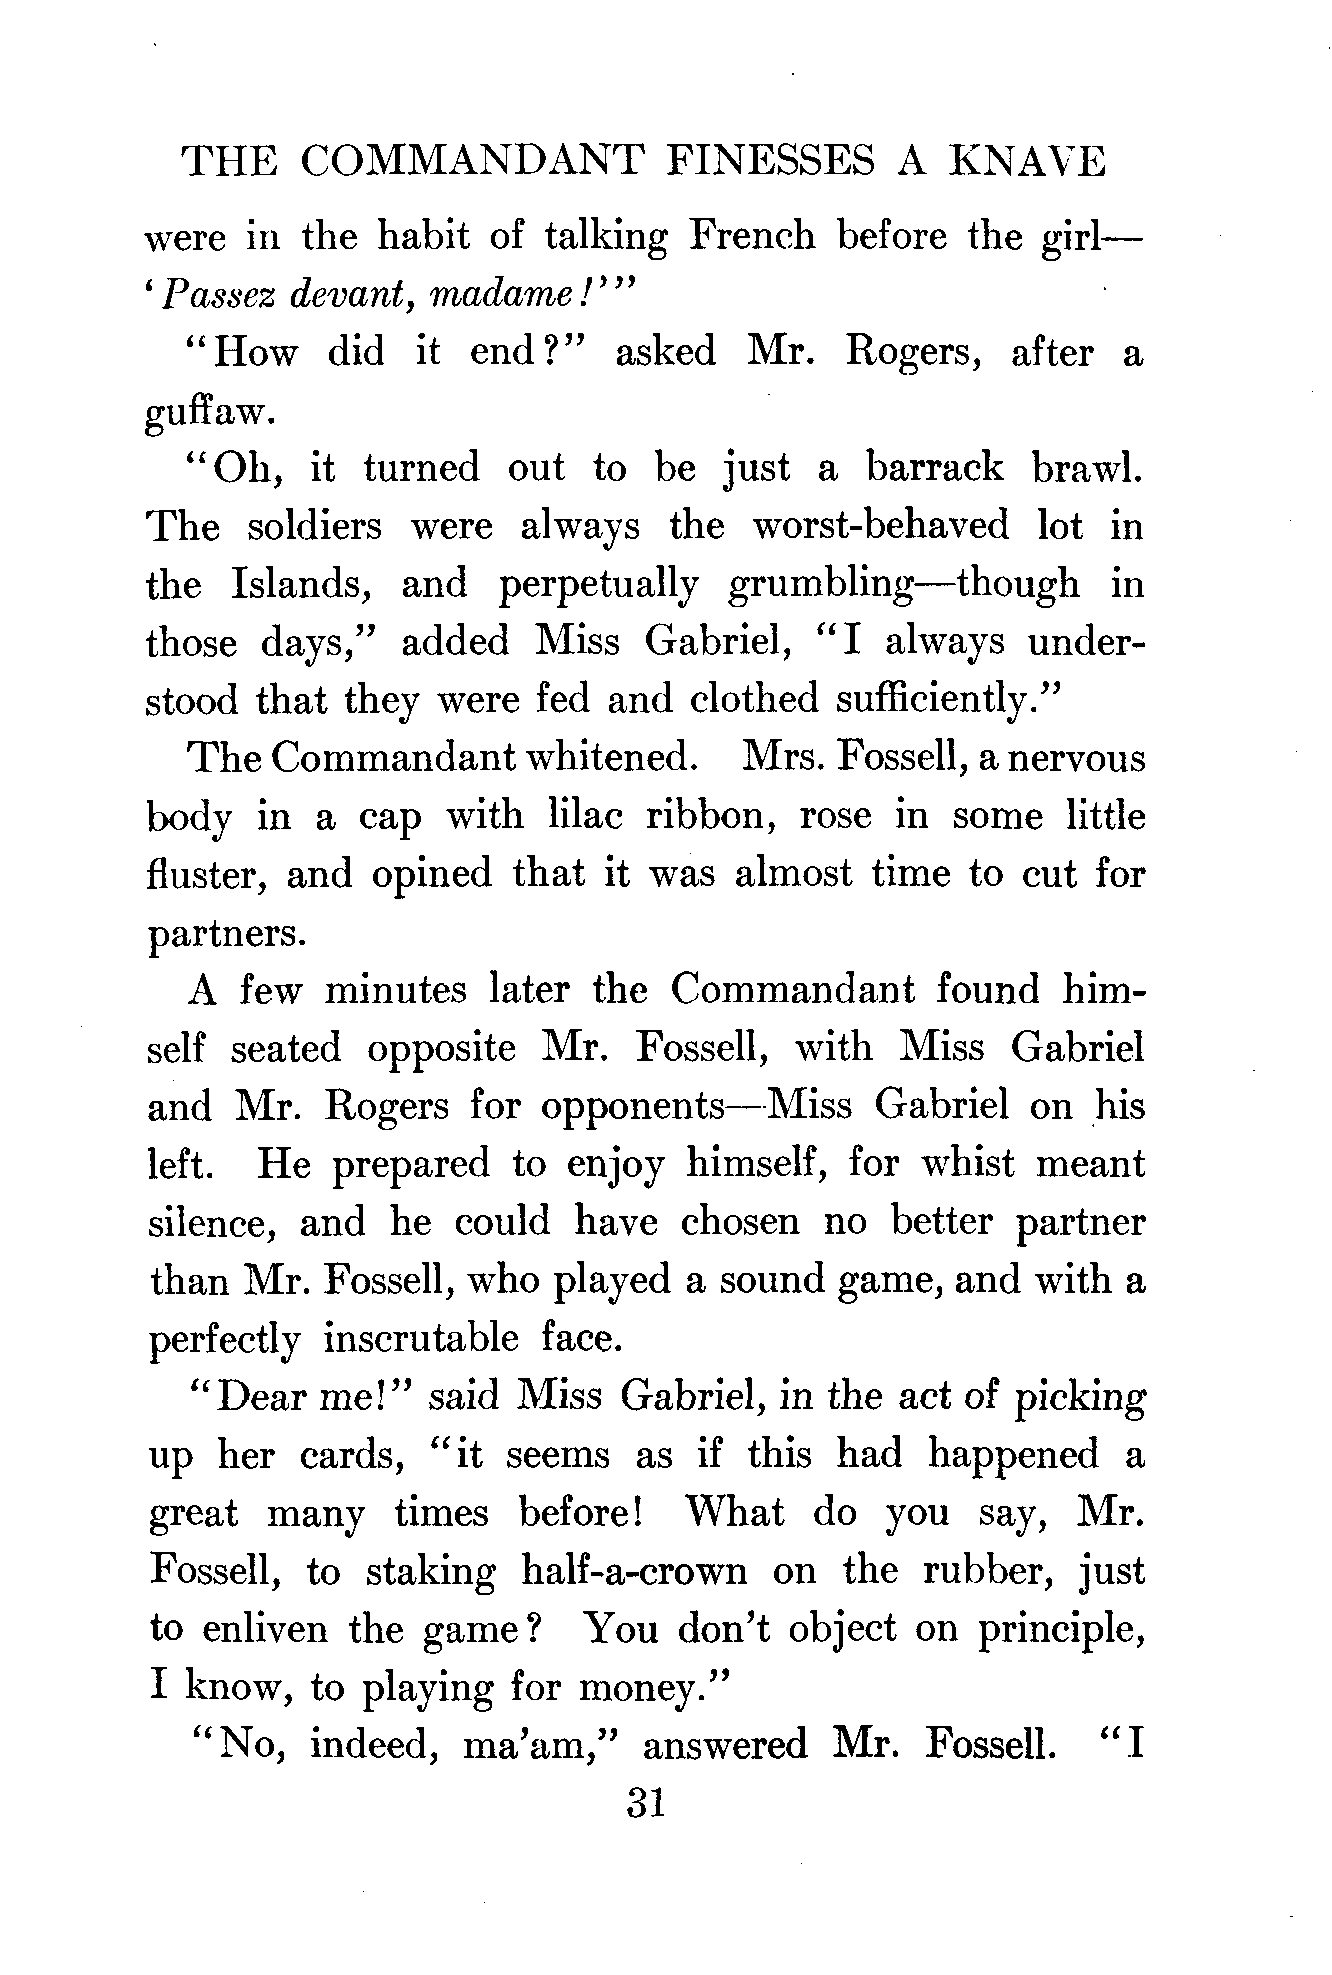 THE COMMANDANT FINESSES A KNAVE
were in the habit of talking French before the girl—
‘Passez devant, madame!’”
“How did it end?” asked Mr. Rogers, after a
guffaw.
“Oh, it turned out to be just a barrack brawl.
The soldiers were always the worst-behaved lot in
the Islands, and perpetually grumbling—though in
those days,” added Miss Gabriel, “I always under-
stood that they were fed and clothed sufficiently.”
The Commandant whitened. Mrs. Fossell, a nervous
body in a cap with lilac ribbon, rose in some little
fluster, and opined that it was almost time to cut for
partners.
A few minutes later the Commandant found him-
self seated opposite Mr. Fossell, with Miss Gabriel
and Mr. Rogers for opponents—Miss Gabriel on his
left. He prepared to enjoy himself, for whist meant
silence, and he could have chosen no better partner
than Mr. Fossell, who played a sound game, and with a
perfectly inscrutable face.
“Dear me!” said Miss Gabriel, in the act of picking
up her cards, “it seems as if this had happened a
great many times before! What do you say, Mr.
Fossell, to staking half-a-crown on the rubber, just
to enliven the game? You don’t object on principle,
I know, to playing for money.”
“No, indeed, ma’am,” answered Mr. Fossell. “I
31